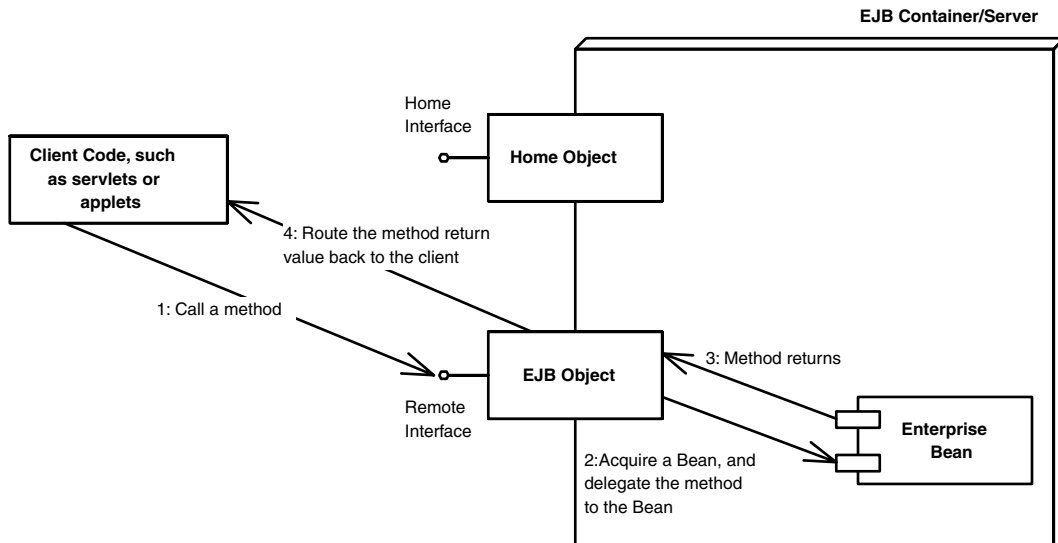 EJB Container/Server
Home
Interface
Home Object
Client Code, such
as servlets or
applets
4: Route the method return
value back to the client
1: Call a method
EJB Object
3: Method returns
Remote
Interface
Enterprise
Bean
2:Acquire a Bean, and
delegate the method
to the Bean